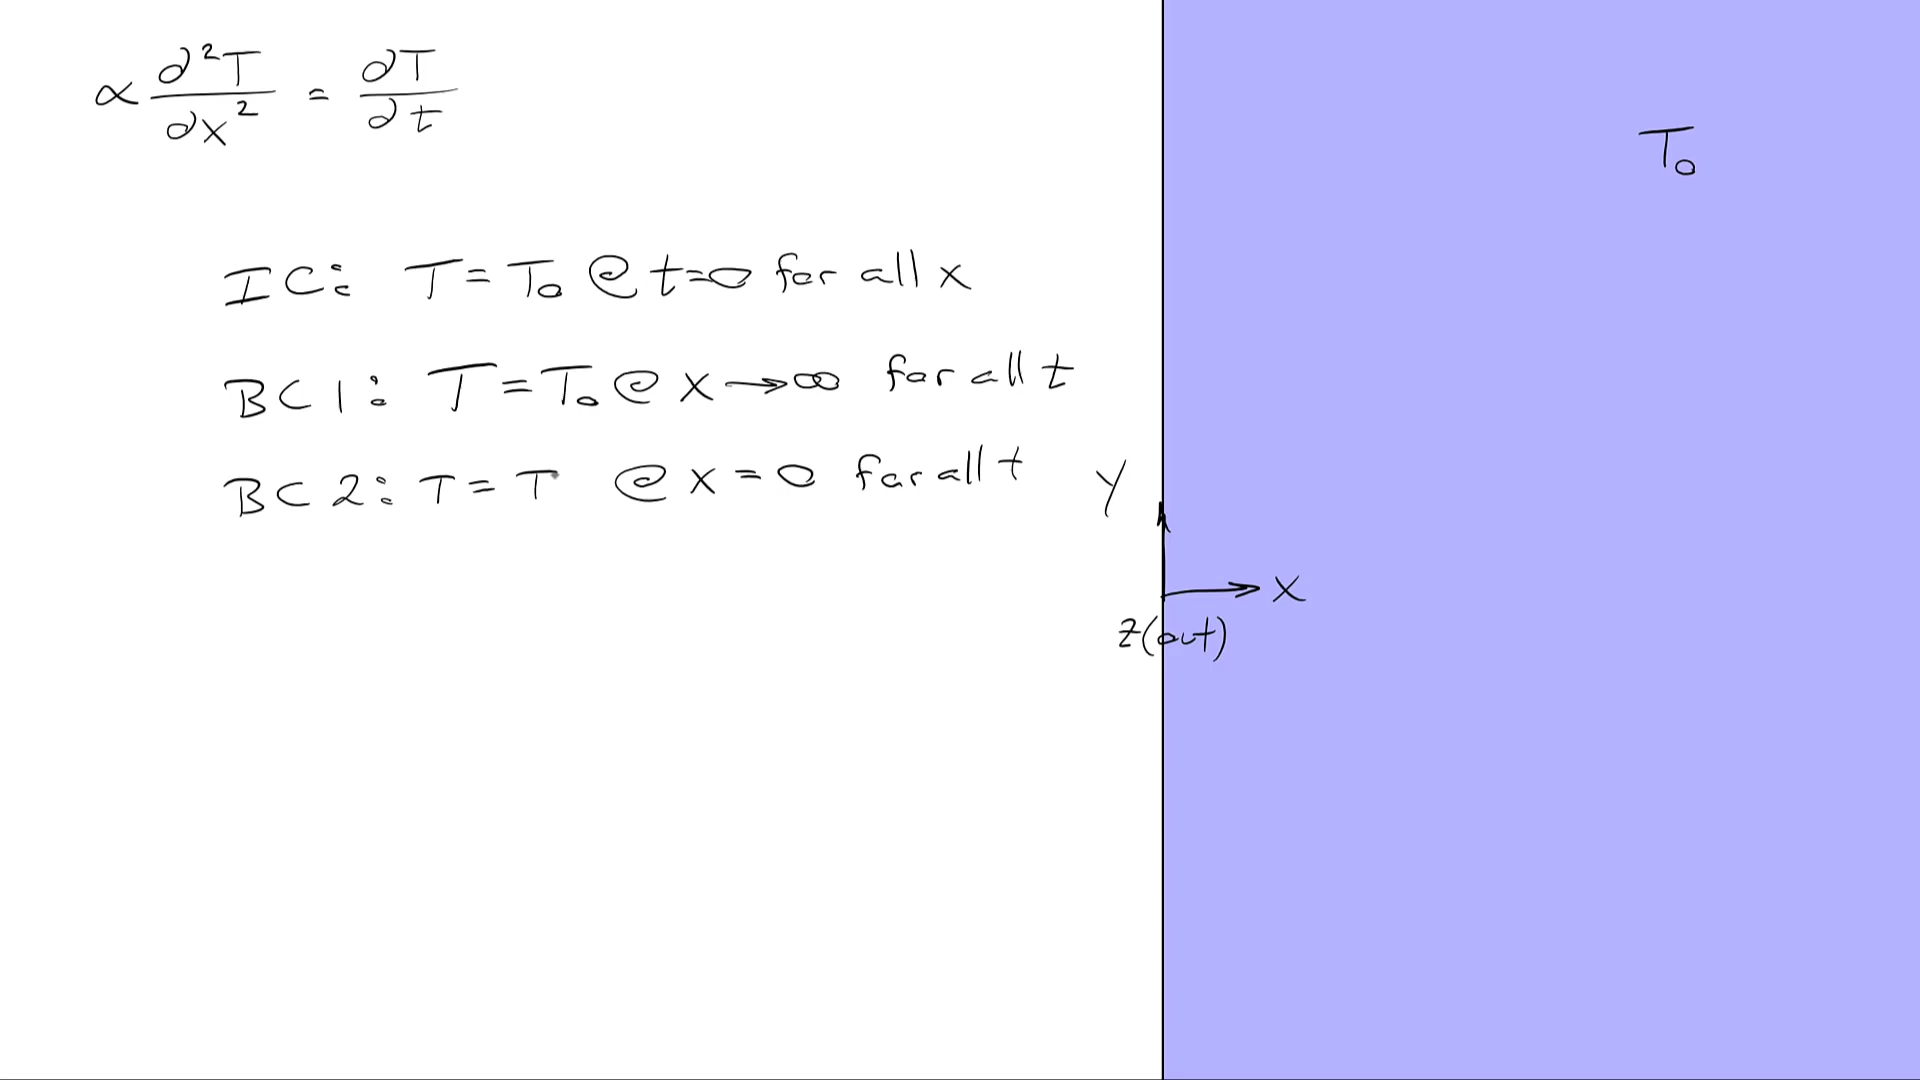 ∝ ∂²T/∂x² = ∂T/∂t
T₀
IC: T = T₀ @ t=0 for all x
BC1: T = T₀ @ x→∞ for all t
BC2: T = T @ x = 0 for all t
y
x
z(out)